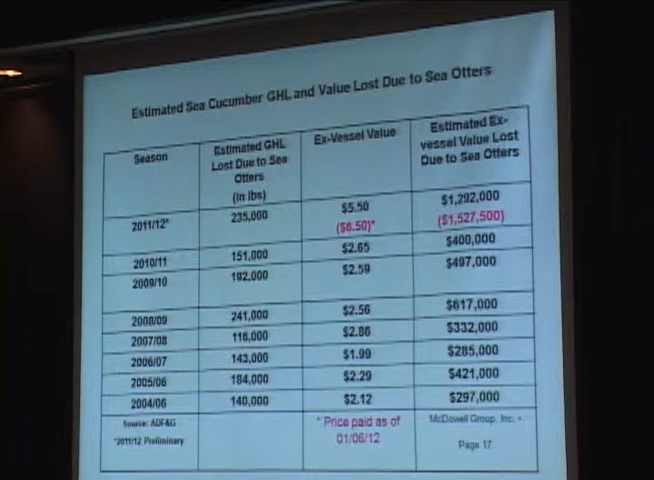 Estimated Sea Cucumber GHL and Value Lost Due to Sea Otters
Season
Estimated GHL
Lost Due to Sea
Otters
(in lbs)
Ex-Vessel Value
Estimated Ex-
vessel Value Lost
Due to Sea Otters
2011/12* 235,000 $5.50 $1,292,000
($6.50)* ($1,527,500)
2010/11 151,000 $2.65 $400,000
2009/10 192,000 $2.59 $497,000
2008/09 241,000 $2.56 $617,000
2007/08 116,000 $2.86 $332,000
2006/07 143,000 $1.99 $285,000
2005/06 184,000 $2.29 $421,000
2004/05 140,000 $2.12 $297,000
Source: ADF&G
*2011/12 Preliminary
* Price paid as of
01/06/12
McDowell Group, Inc.
Page 17